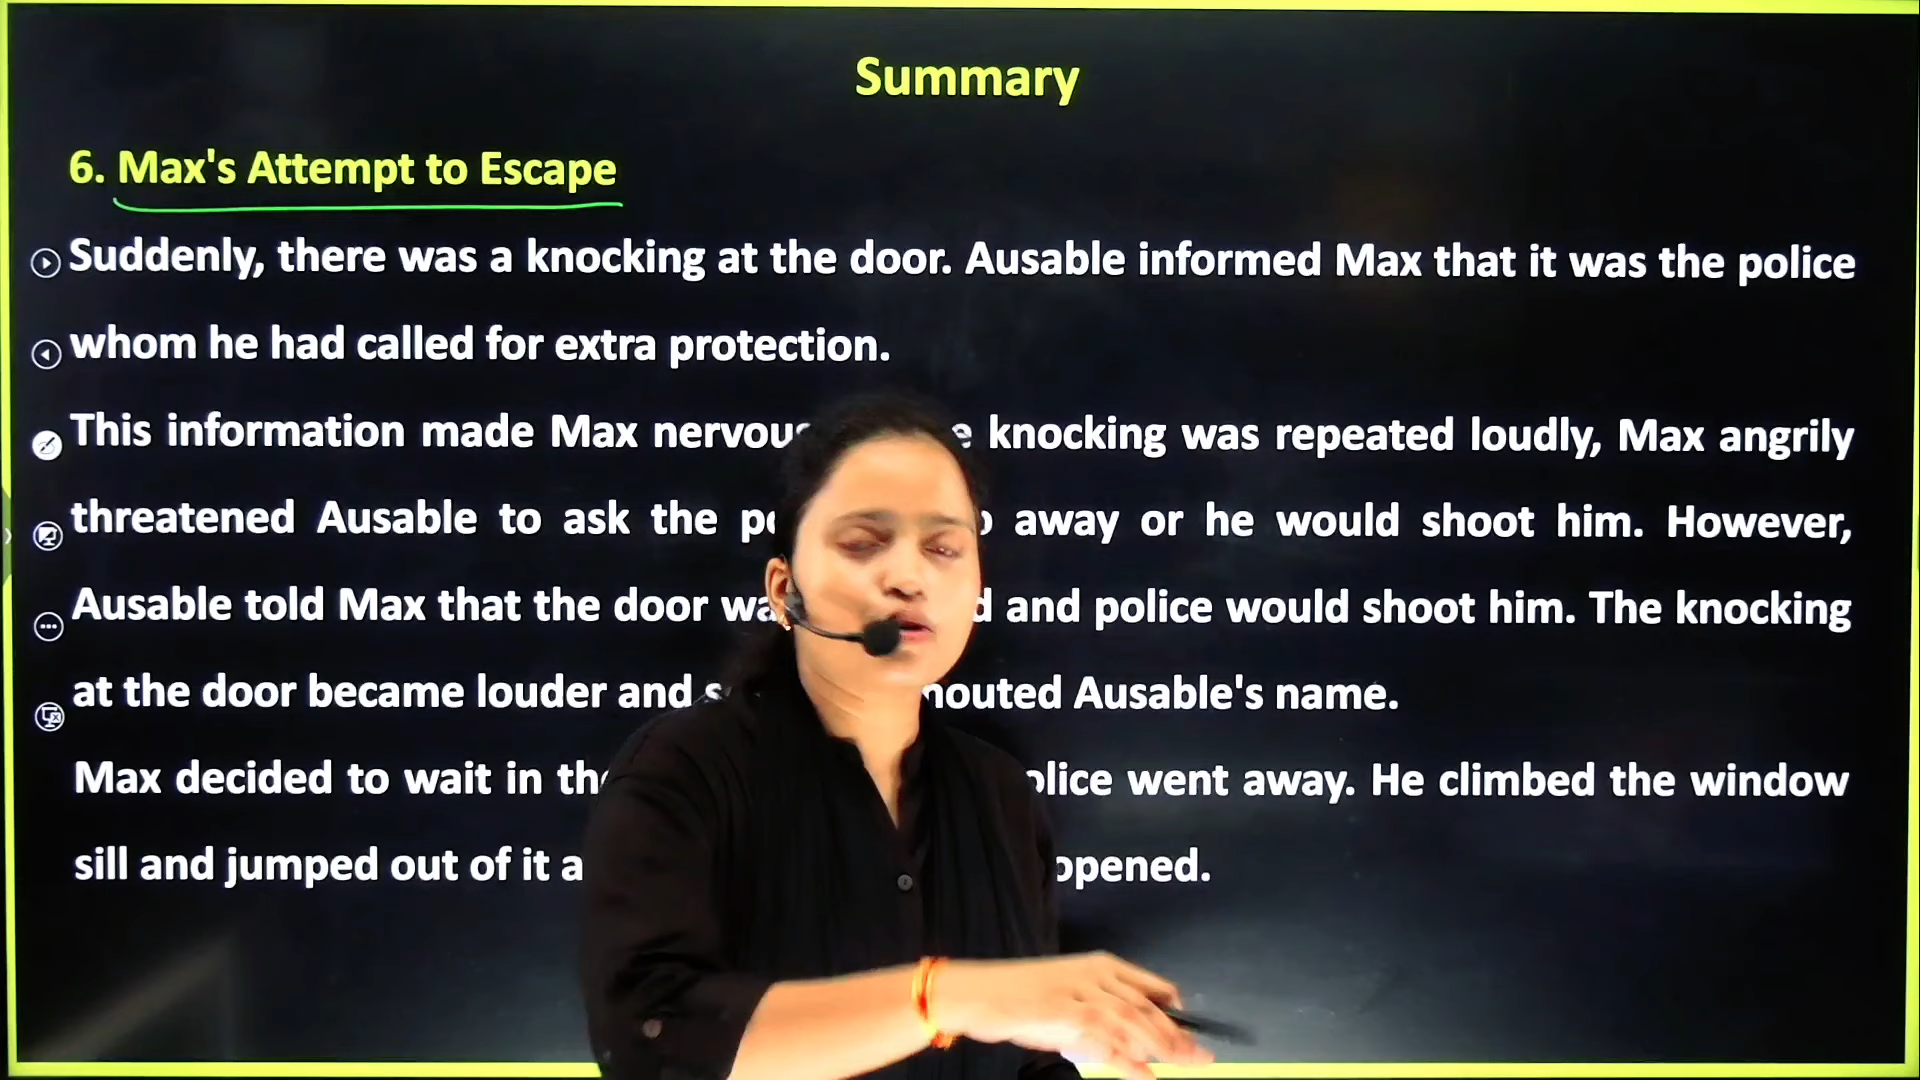 Summary
6. Max's Attempt to Escape
Suddenly, there was a knocking at the door. Ausable informed Max that it was the police
whom he had called for extra protection.
This information made Max knocking was repeated loudly, Max angrily
threatened Ausable to ask the away or he would shoot him. However,
Ausable told Max that the door and police would shoot him. The knocking
at the door became louder and Ausable's name.
Max decided to wait in went away. He climbed the window
sill and jumped out of it opened.